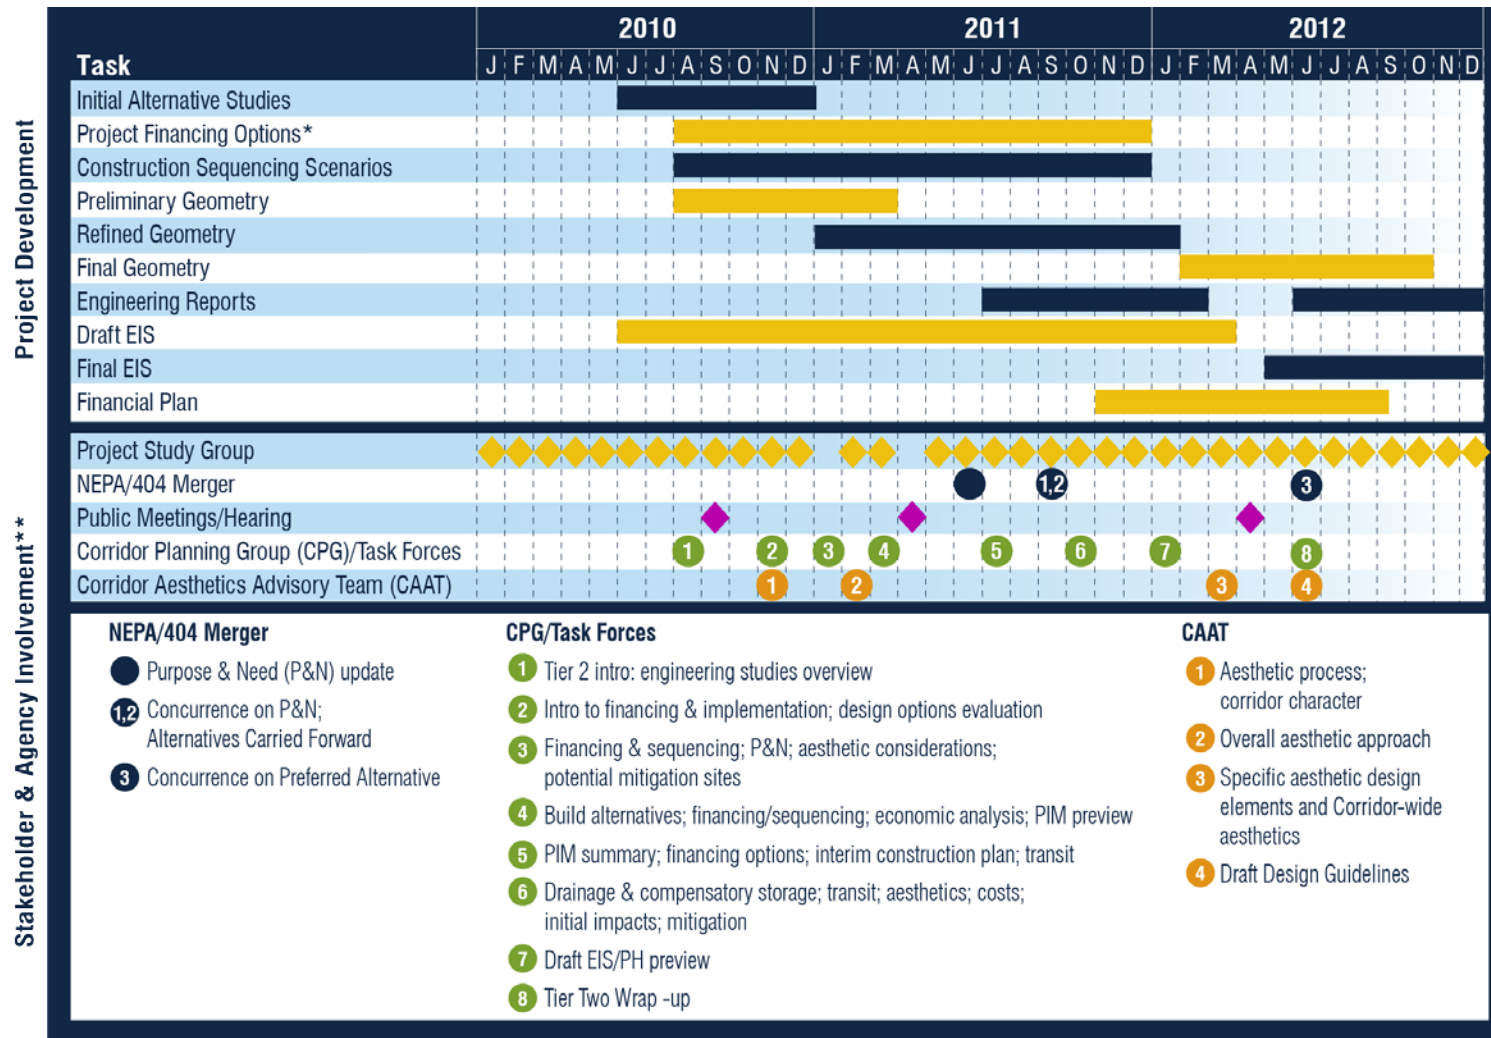 2010 2011 2012
Task
J F M A M J J A S O N D J F M A M J J A S O N D J F M A M J J A S O N D
Project Development
Initial Alternative Studies
Project Financing Options*
Construction Sequencing Scenarios
Preliminary Geometry
Refined Geometry
Final Geometry
Engineering Reports
Draft EIS
Final EIS
Financial Plan
Stakeholder & Agency Involvement**
Project Study Group
NEPA/404 Merger 1,2 3
Public Meetings/Hearing
Corridor Planning Group (CPG)/Task Forces 1 2 3 4 5 6 7 8
Corridor Aesthetics Advisory Team (CAAT) 1 2 3 4
NEPA/404 Merger
Purpose & Need (P&N) update
1,2 Concurrence on P&N;
Alternatives Carried Forward
3 Concurrence on Preferred Alternative
CPG/Task Forces
1 Tier 2 intro: engineering studies overview
2 Intro to financing & implementation; design options evaluation
3 Financing & sequencing; P&N; aesthetic considerations;
potential mitigation sites
4 Build alternatives; financing/sequencing; economic analysis; PIM preview
5 PIM summary; financing options; interim construction plan; transit
6 Drainage & compensatory storage; transit; aesthetics; costs;
initial impacts; mitigation
7 Draft EIS/PH preview
8 Tier Two Wrap -up
CAAT
1 Aesthetic process;
corridor character
2 Overall aesthetic approach
3 Specific aesthetic design
elements and Corridor-wide
aesthetics
4 Draft Design Guidelines